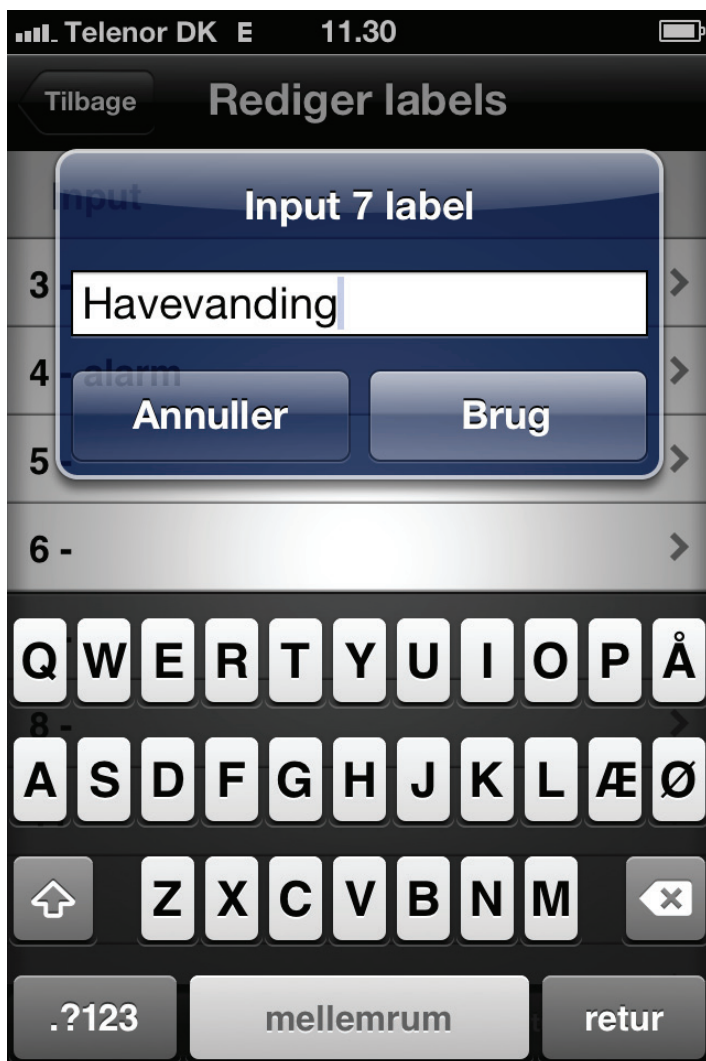 Telenor DK E 11.30
Tilbage Rediger labels
Input
Input 7 label
3 -
Havevanding
4 - alarm
Annuller Brug
5 -
6 -
Q W E R T Y U I O P Å
8 -
A S D F G H J K L Æ Ø
Z X C V B N M
.?123 mellemrum retur